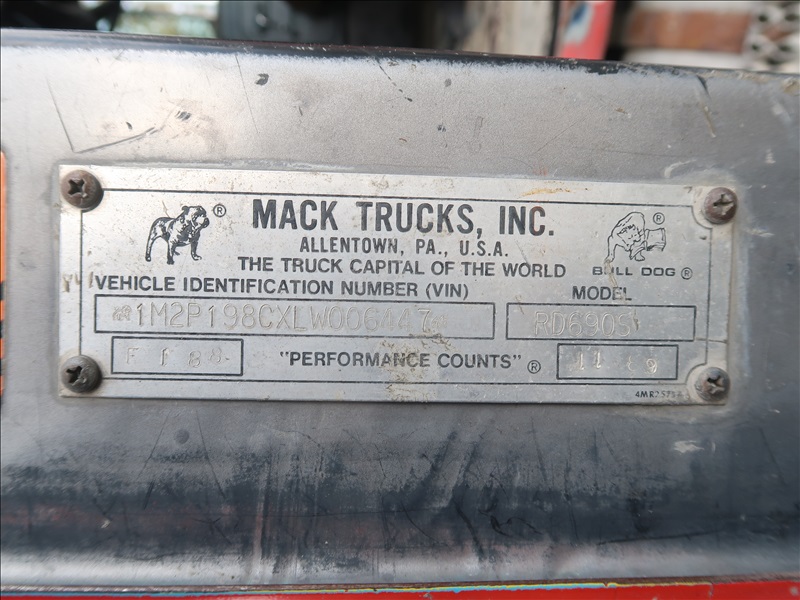 MACK TRUCKS, INC.
ALLENTOWN, PA., U.S.A.
THE TRUCK CAPITAL OF THE WORLD
BULL DOG ®
VEHICLE IDENTIFICATION NUMBER (VIN)
MODEL
1M2P198CXLW006447
RD690S
"PERFORMANCE COUNTS" ®